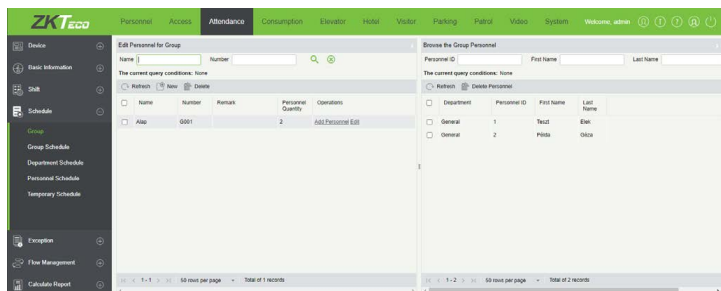 ZKTeco Personnel Access Attendance Consumption Elevator Hotel Visitor Parking Patrol Video System Welcome, admin
Device
Basic Information
Shift
Schedule
Group
Group Schedule
Department Schedule
Personnel Schedule
Temporary Schedule
Exception
Flow Management
Calculate Report
Edit Personnel for Group
Name Number
The current query conditions: None
Refresh New Delete
Name Number Remark Personnel Quantity Operations
Alap G001 2 Add Personnel Edit
1-1 50 rows per page Total of 1 records
Browse the Group Personnel
Personnel ID First Name Last Name
The current query conditions: None
Refresh Delete Personnel
Department Personnel ID First Name Last Name
General 1 Teszt Elek
General 2 Példa Géza
1-2 50 rows per page Total of 2 records